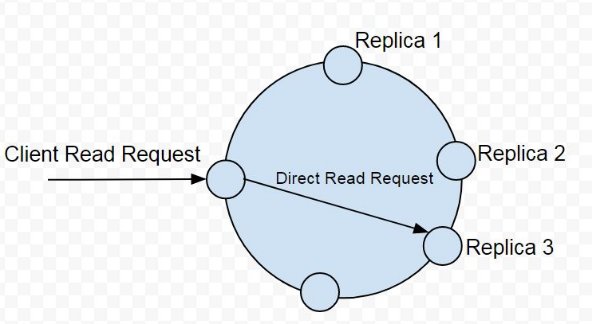 Replica 1
Client Read Request
Replica 2
Direct Read Request
Replica 3